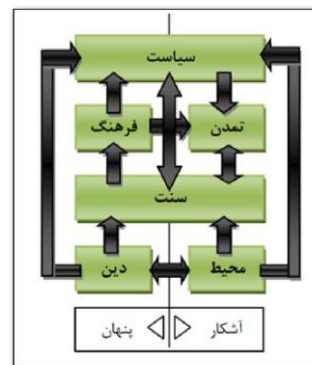 سیاست
فرهنگ
تمدن
سنت
دین
محیط
پنهان
آشکار